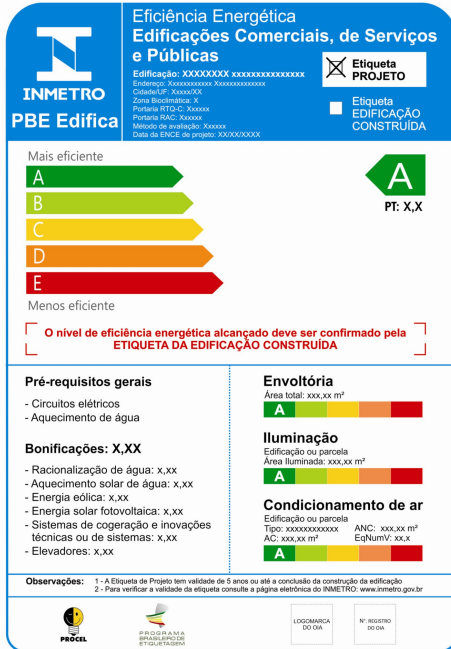 INMETRO
PBE Edifica
Eficiência Energética
Edificações Comerciais, de Serviços
e Públicas
Edificação: XXXXXXXX xxxxxxxxxxxxxxx
Endereço: Xxxxxxxxxxx Xxxxxxxxxxxxxx
Cidade/UF: Xxxxx/XX
Zona Bioclimática: X
Portaria RTQ-C: Xxxxxx
Portaria RAC: Xxxxxx
Método de avaliação: Xxxxxx
Data da ENCE de projeto: XX/XX/XXXX
Etiqueta
PROJETO
Etiqueta
EDIFICAÇÃO
CONSTRUÍDA
Mais eficiente
A
B
C
D
E
Menos eficiente
A
PT: X,X
O nível de eficiência energética alcançado deve ser confirmado pela
ETIQUETA DA EDIFICAÇÃO CONSTRUÍDA
Pré-requisitos gerais
- Circuitos elétricos
- Aquecimento de água
Bonificações: X,XX
- Racionalização de água: x,xx
- Aquecimento solar de água: x,xx
- Energia eólica: x,xx
- Energia solar fotovoltaica: x,xx
- Sistemas de cogeração e inovações
técnicas ou de sistemas: x,xx
- Elevadores: x,xx
Envoltória
Área total: xxx,xx m²
A
Iluminação
Edificação ou parcela
Área Iluminada: xxx,xx m²
A
Condicionamento de ar
Edificação ou parcela
Tipo: xxxxxxxxxxxx ANC: xxx,xx m²
AC: xxx,xx m² EqNumV: xx,x
A
Observações: 1 - A Etiqueta de Projeto tem validade de 5 anos ou até a conclusão da construção da edificação
2 - Para verificar a validade da etiqueta consulte a página eletrônica do INMETRO: www.inmetro.gov.br
PROCEL
PROGRAMA
BRASILEIRO DE
ETIQUETAGEM
LOGOMARCA
DO OIA
N°. REGISTRO
DO OIA